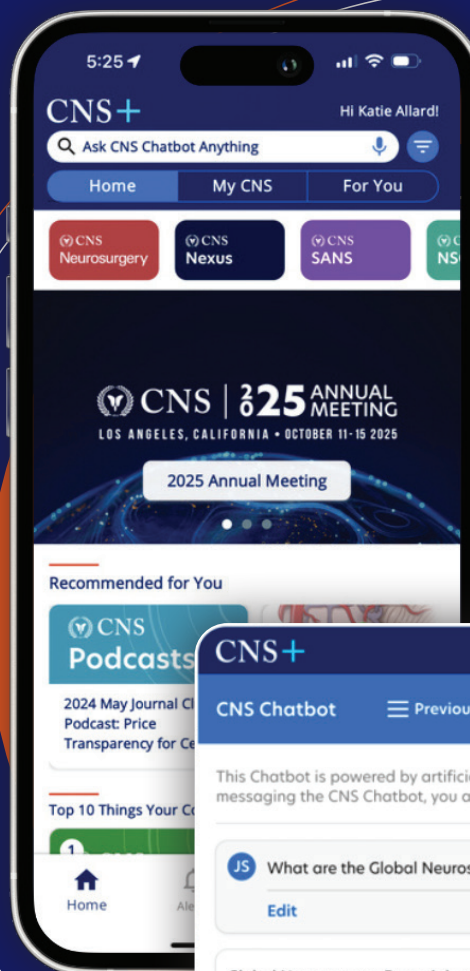 5:25
CNS+
Hi Katie Allard!
Ask CNS Chatbot Anything
Home My CNS For You
CNS Neurosurgery
CNS Nexus
CNS SANS
CNS | 2025 ANNUAL MEETING
LOS ANGELES, CALIFORNIA • OCTOBER 11-15 2025
2025 Annual Meeting
Recommended for You
CNS
Podcasts
2024 May Journal
Podcast: Price
Transparency for
Top 10 Things Your
1
Home
CNS+
CNS Chatbot
This Chatbot is powered by
messaging the CNS Chatbot, you
JS What are the Global
Edit